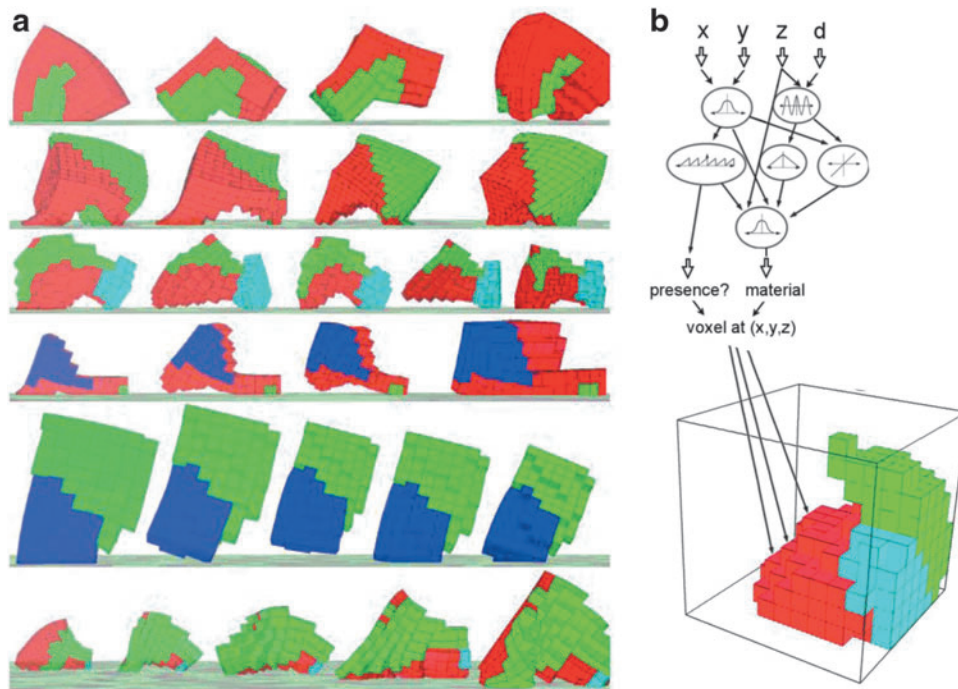 a
b
x y z d
presence? material
voxel at (x,y,z)